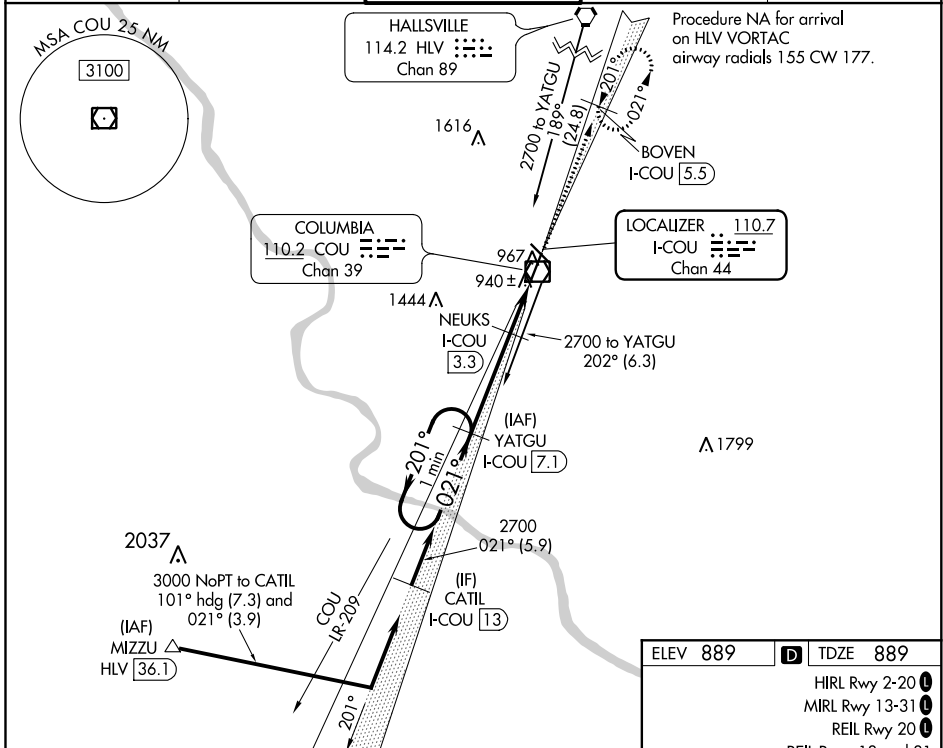 MSA COU 25 NM
3100
HALLSVILLE
114.2 HLV
Chan 89
Procedure NA for arrival
on HLV VORTAC
airway radials 155 CW 177.
2700 to YATGU
189°
(24.8)
201°
021°
1616
BOVEN
I-COU 5.5
COLUMBIA
110.2 COU
Chan 39
LOCALIZER 110.7
I-COU
Chan 44
967
940 ±
1444
NEUKS
I-COU
3.3
2700 to YATGU
202° (6.3)
(IAF)
YATGU
I-COU 7.1
1799
201°
1 min
021°
2700
021° (5.9)
2037
3000 NoPT to CATIL
101° hdg (7.3) and
021° (3.9)
(IAF)
MIZZU
HLV 36.1
COU
LR-209
(IF)
CATIL
I-COU 13
201°
ELEV 889 D TDZE 889
HIRL Rwy 2-20 L
MIRL Rwy 13-31 L
REIL Rwy 20 L